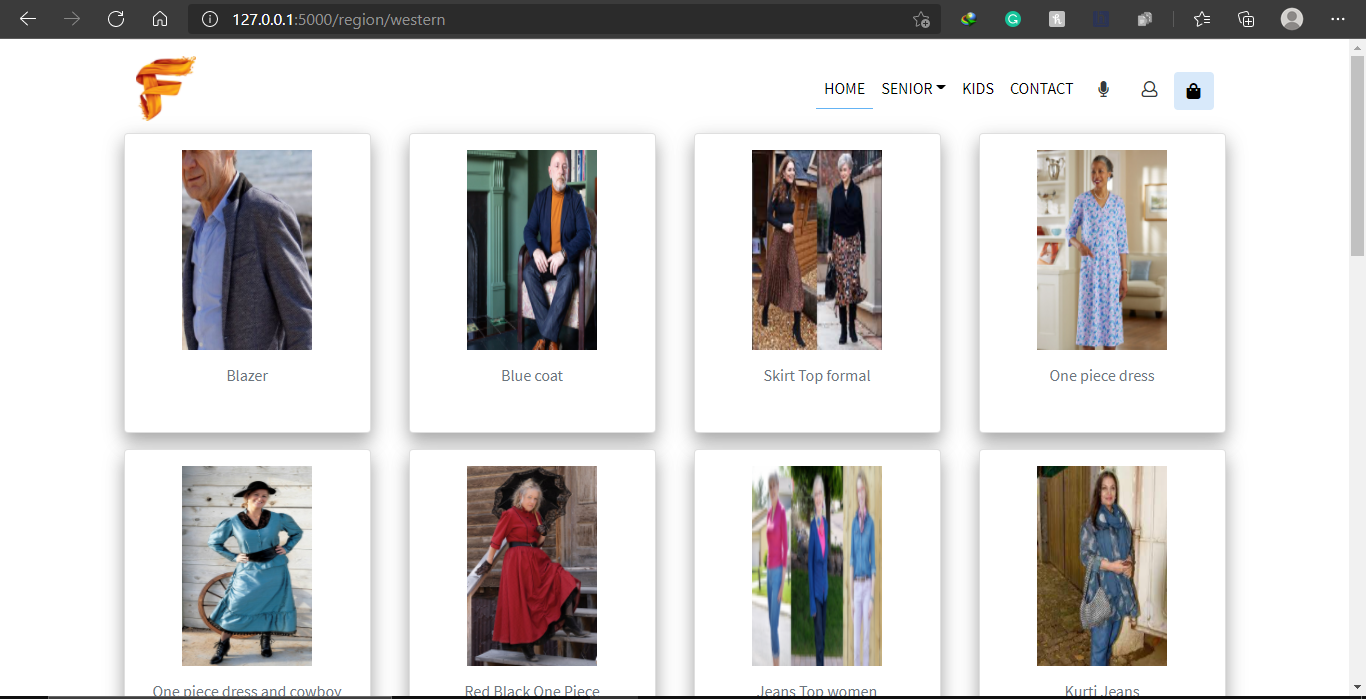 127.0.0.1:5000/region/western
F
HOME SENIOR KIDS CONTACT
Blazer
Blue coat
Skirt Top formal
One piece dress
One piece dress and cowboy
Red Black One Piece
Jeans Top women
Kurti Jeans